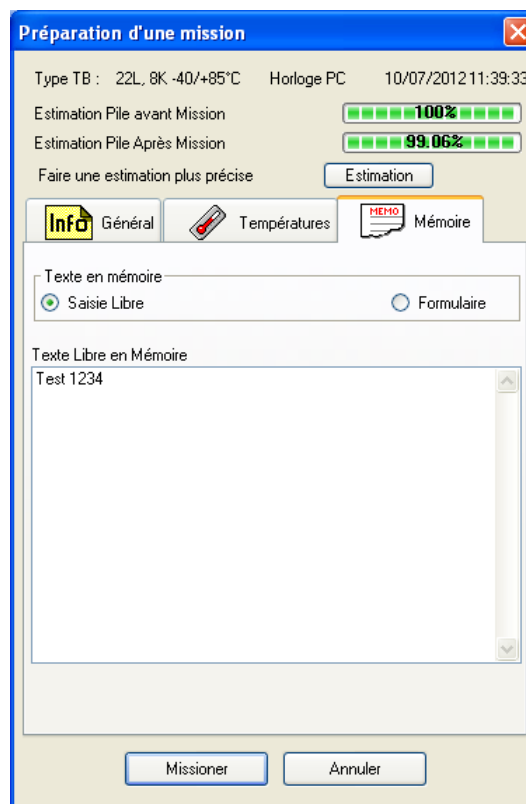 Préparation d'une mission
Type TB : 22L, 8K -40/+85°C Horloge PC 10/07/2012 11:39:33
Estimation Pile avant Mission 100%
Estimation Pile Après Mission 99.06%
Faire une estimation plus précise Estimation
Info Général Températures MEMO Mémoire
Texte en mémoire
Saisie Libre Formulaire
Texte Libre en Mémoire
Test 1234
Missioner Annuler